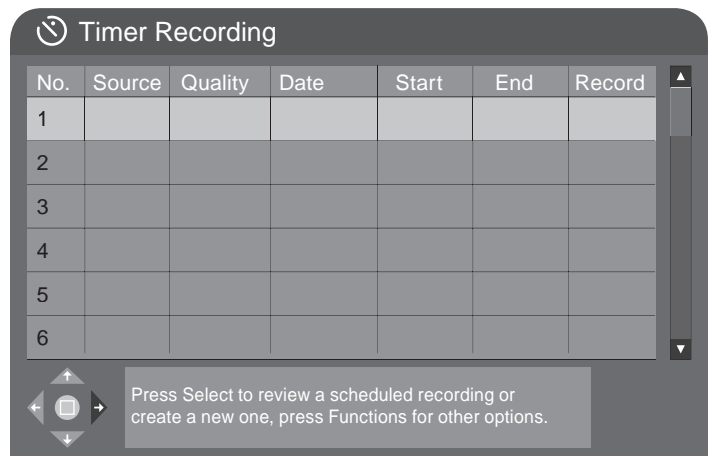 Timer Recording
No. Source Quality Date Start End Record
1
2
3
4
5
6
Press Select to review a scheduled recording or
create a new one, press Functions for other options.